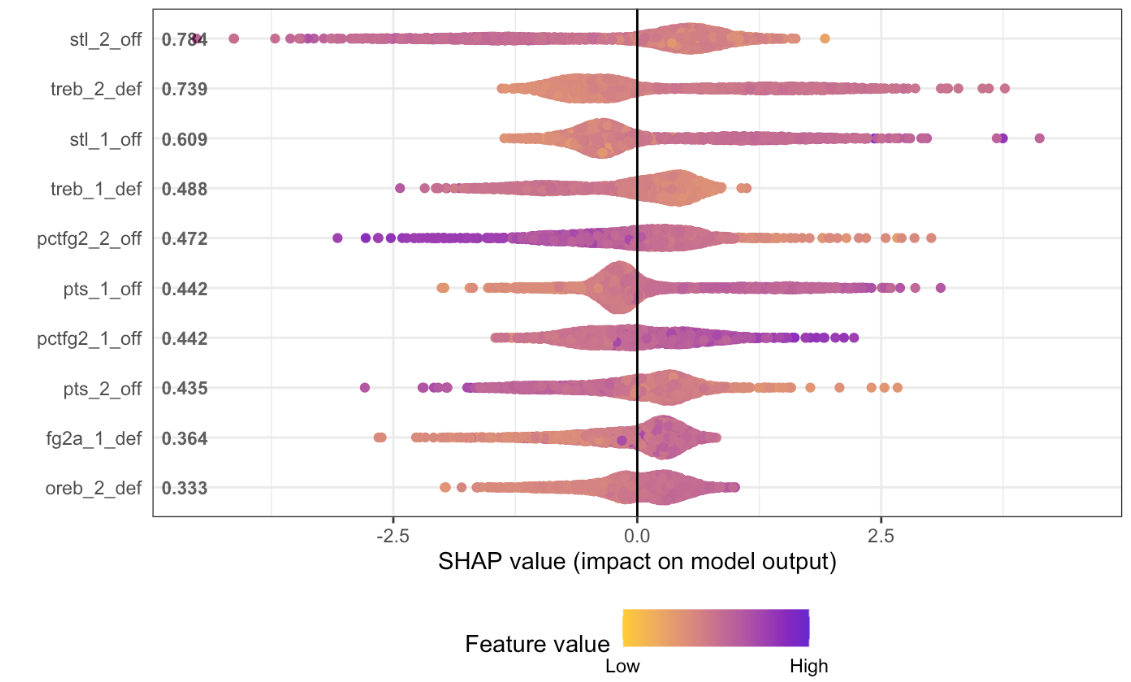 stl_2_off 0.784
treb_2_def 0.739
stl_1_off 0.609
treb_1_def 0.488
pctfg2_2_off 0.472
pts_1_off 0.442
pctfg2_1_off 0.442
pts_2_off 0.435
fg2a_1_def 0.364
oreb_2_def 0.333
-2.5 0.0 2.5
SHAP value (impact on model output)
Feature value
Low High